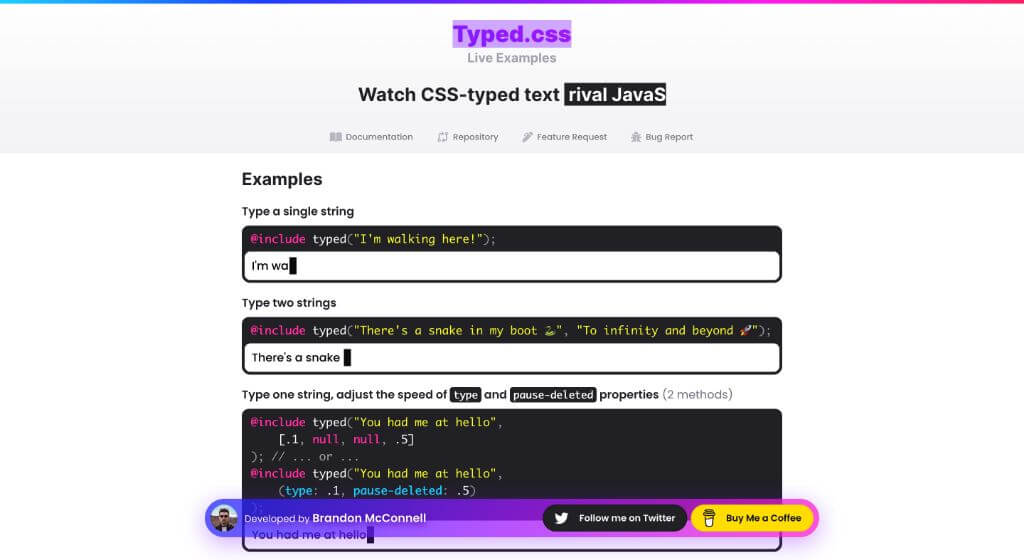 Typed.css
Live Examples
Watch CSS-typed text rival JavaS
Documentation Repository Feature Request Bug Report
Examples
Type a single string
@include typed("I'm walking here!");
I'm wa
Type two strings
@include typed("There's a snake in my boot 🐍", "To infinity and beyond 🚀");
There's a snake
Type one string, adjust the speed of type and pause-deleted properties (2 methods)
@include typed("You had me at hello",
[.1, null, null, .5]
); // ... or ...
@include typed("You had me at hello",
(type: .1, pause-deleted: .5)
);
Developed by Brandon McConnell Follow me on Twitter Buy Me a Coffee
You had me at hello